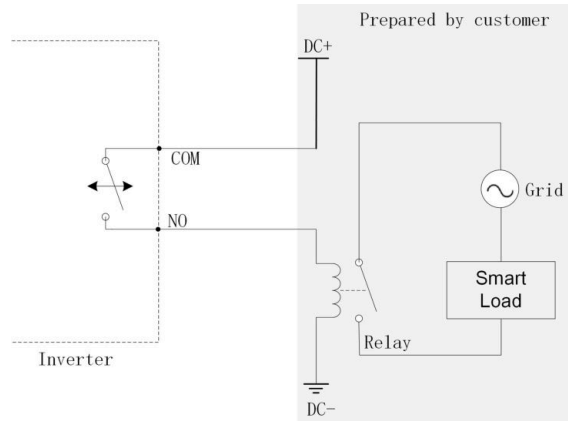 Prepared by customer
DC+
COM
Grid
NO
Smart
Load
Relay
Inverter
DC-